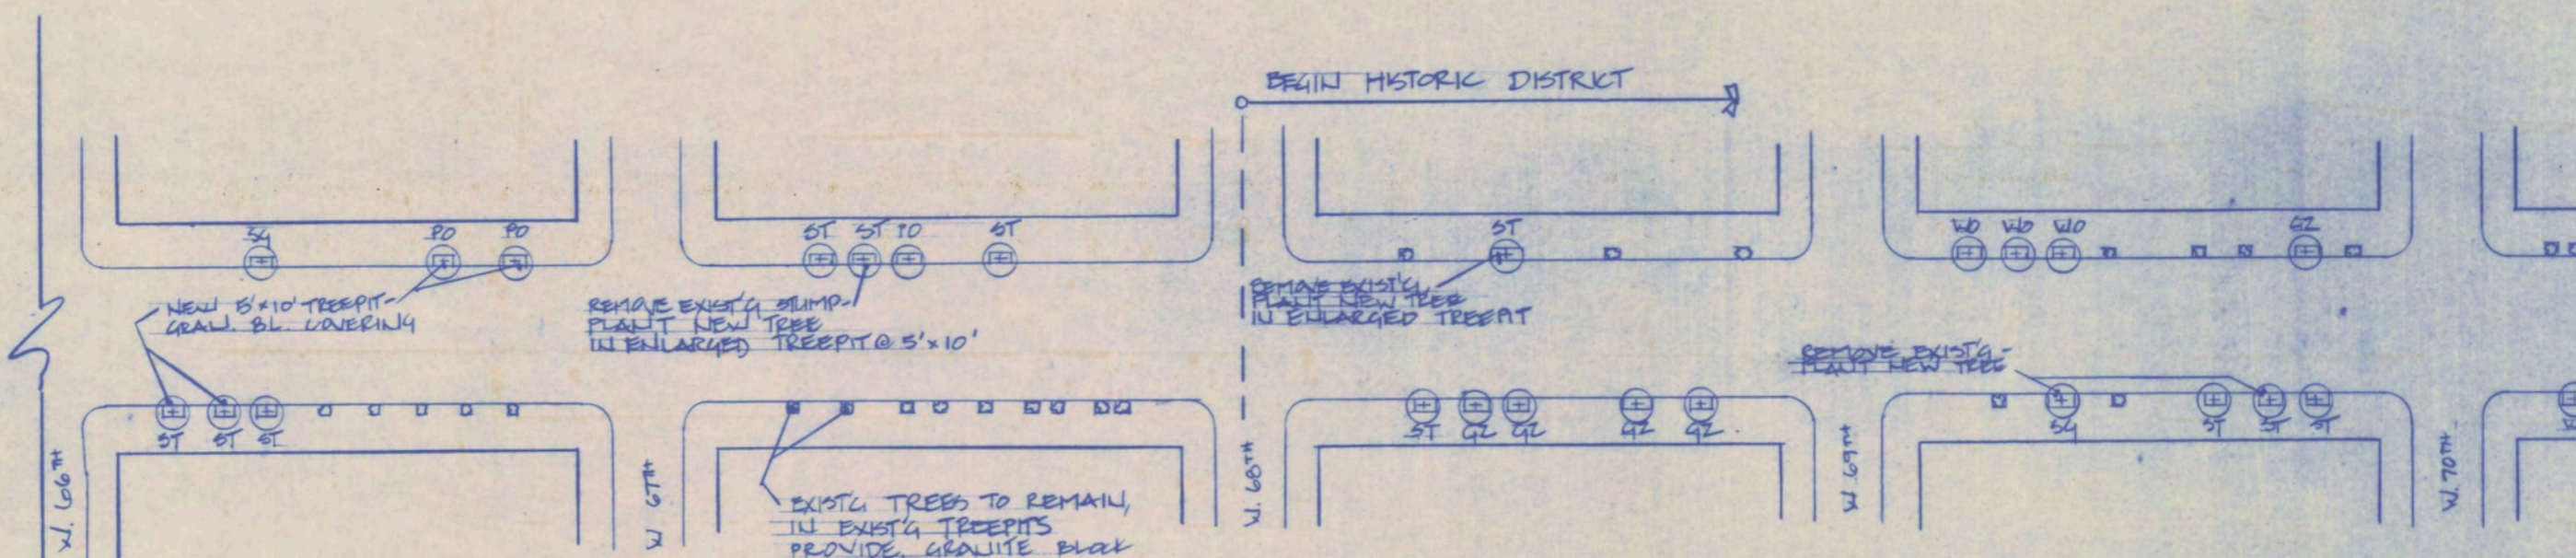 BEGIN HISTORIC DISTRICT
SG PO PO
ST ST PO ST
ST
WO WO WO GZ
NEW 5'x10' TREEPIT-
GRAN. BL. COVERING
REMOVE EXIST'G STUMP-
PLANT NEW TREE
IN ENLARGED TREEPIT @ 5'x10'
REMOVE EXIST'G,
PLANT NEW TREE
IN ENLARGED TREEPIT
REMOVE EXIST'G -
PLANT NEW TREE
ST ST ST
ST GZ GZ GZ GZ
SG ST ST ST
W. 66TH
W 67TH
W. 68TH
W 69TH
W. 70TH
EXIST'G TREES TO REMAIN,
IN EXIST'G TREEPITS
PROVIDE GRANITE BLOCK